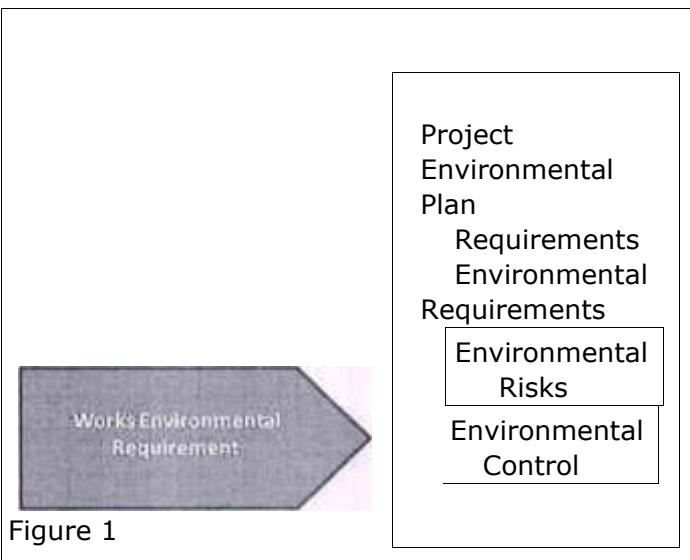 Project
Environmental
Plan
Requirements
Environmental
Requirements
Environmental
Risks
Environmental
Control
Works Environmental
Requirement
Figure 1